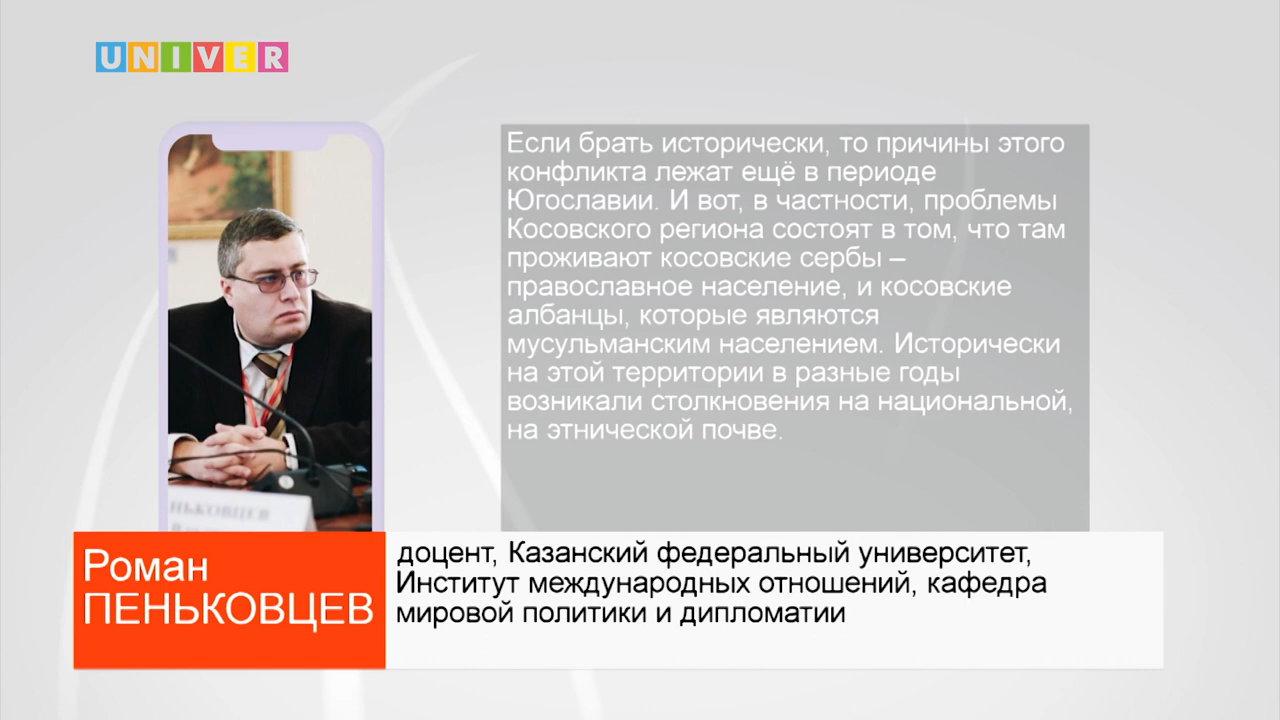 UNIVER
Если брать исторически, то причины этого
конфликта лежат ещё в периоде
Югославии. И вот, в частности, проблемы
Косовского региона состоят в том, что там
проживают косовские сербы –
православное население, и косовские
албанцы, которые являются
мусульманским населением. Исторически
на этой территории в разные годы
возникали столкновения на национальной,
на этнической почве.
НЬКОВЦЕВ
Роман
ПЕНЬКОВЦЕВ
доцент, Казанский федеральный университет,
Институт международных отношений, кафедра
мировой политики и дипломатии